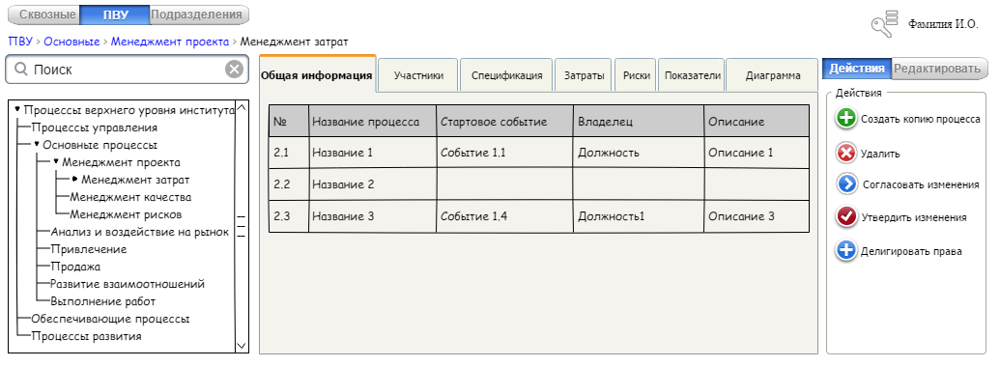 Сквозные ПВУ Подразделения
Фамилия И.О.
ПВУ > Основные > Менеджмент проекта > Менеджмент затрат
Поиск
Процессы верхнего уровня института
Процессы управления
Основные процессы
Менеджмент проекта
Менеджмент затрат
Менеджмент качества
Менеджмент рисков
Анализ и воздействие на рынок
Привлечение
Продажа
Развитие взаимоотношений
Выполнение работ
Обеспечивающие процессы
Процессы развития
Общая информация Участники Спецификация Затраты Риски Показатели Диаграмма
№ Название процесса Стартовое событие Владелец Описание
2.1 Название 1 Событие 1.1 Должность Описание 1
2.2 Название 2
2.3 Название 3 Событие 1.4 Должность1 Описание 3
Действия Редактировать
Действия
Создать копию процесса
Удалить
Согласовать изменения
Утвердить изменения
Делигировать права